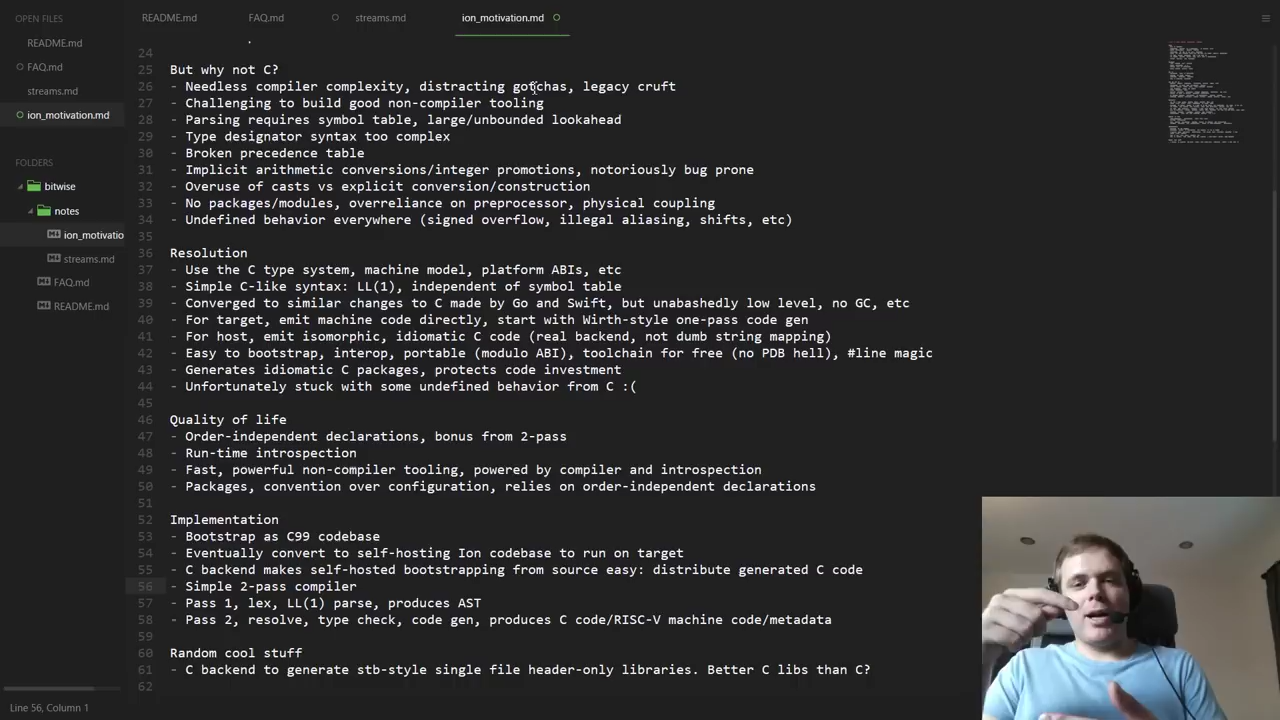 OPEN FILES
README.md
FAQ.md
streams.md
ion_motivation.md
FOLDERS
bitwise
notes
ion_motivatio
streams.md
FAQ.md
README.md
README.md
FAQ.md
streams.md
ion_motivation.md
24
25 But why not C?
26 - Needless compiler complexity, distracting gotchas, legacy cruft
27 - Challenging to build good non-compiler tooling
28 - Parsing requires symbol table, large/unbounded lookahead
29 - Type designator syntax too complex
30 - Broken precedence table
31 - Implicit arithmetic conversions/integer promotions, notoriously bug prone
32 - Overuse of casts vs explicit conversion/construction
33 - No packages/modules, overreliance on preprocessor, physical coupling
34 - Undefined behavior everywhere (signed overflow, illegal aliasing, shifts, etc)
35
36 Resolution
37 - Use the C type system, machine model, platform ABIs, etc
38 - Simple C-like syntax: LL(1), independent of symbol table
39 - Converged to similar changes to C made by Go and Swift, but unabashedly low level, no GC, etc
40 - For target, emit machine code directly, start with Wirth-style one-pass code gen
41 - For host, emit isomorphic, idiomatic C code (real backend, not dumb string mapping)
42 - Easy to bootstrap, interop, portable (modulo ABI), toolchain for free (no PDB hell), #line magic
43 - Generates idiomatic C packages, protects code investment
44 - Unfortunately stuck with some undefined behavior from C :(
45
46 Quality of life
47 - Order-independent declarations, bonus from 2-pass
48 - Run-time introspection
49 - Fast, powerful non-compiler tooling, powered by compiler and introspection
50 - Packages, convention over configuration, relies on order-independent declarations
51
52 Implementation
53 - Bootstrap as C99 codebase
54 - Eventually convert to self-hosting Ion codebase to run on target
55 - C backend makes self-hosted bootstrapping from source easy: distribute generated C code
56 - Simple 2-pass compiler
57 - Pass 1, lex, LL(1) parse, produces AST
58 - Pass 2, resolve, type check, code gen, produces C code/RISC-V machine code/metadata
59
60 Random cool stuff
61 - C backend to generate stb-style single file header-only libraries. Better C libs than C?
62
Line 56, Column 1